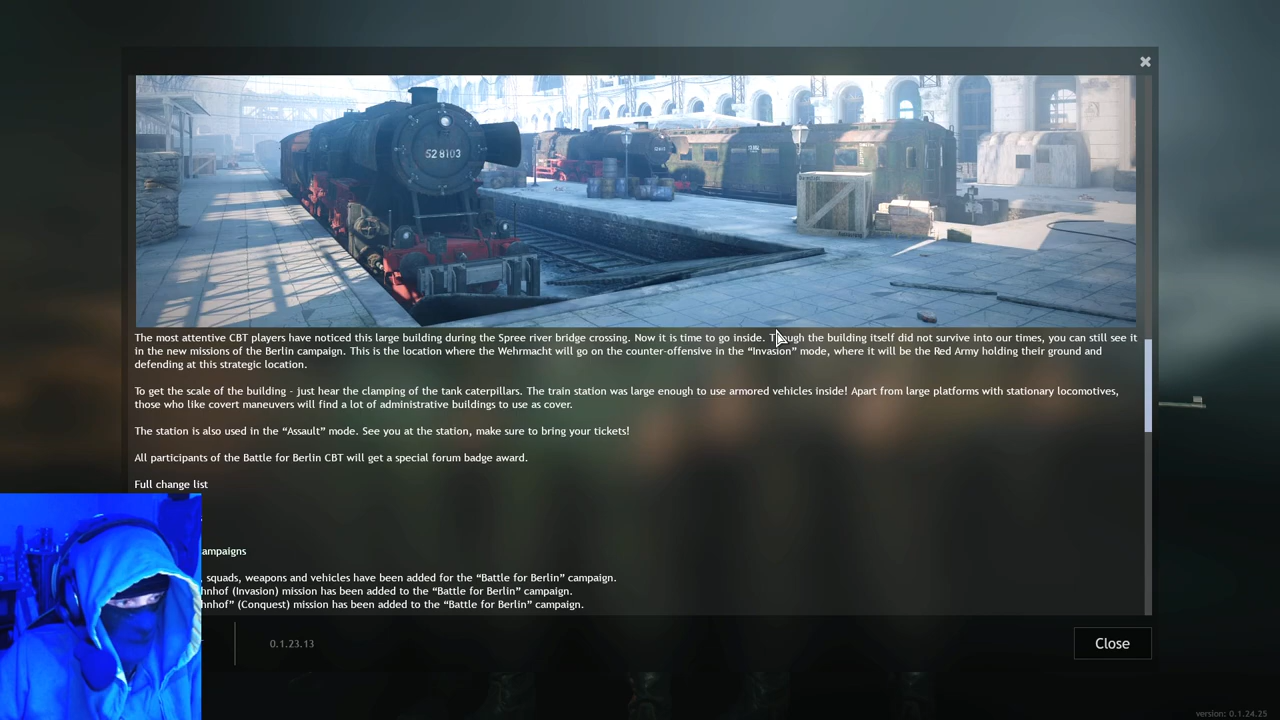 52 8103
The most attentive CBT players have noticed this large building during the Spree river bridge crossing. Now it is time to go inside. Though the building itself did not survive into our times, you can still see it
in the new missions of the Berlin campaign. This is the location where the Wehrmacht will go on the counter-offensive in the “Invasion” mode, where it will be the Red Army holding their ground and
defending at this strategic location.
To get the scale of the building – just hear the clamping of the tank caterpillars. The train station was large enough to use armored vehicles inside! Apart from large platforms with stationary locomotives,
those who like covert maneuvers will find a lot of administrative buildings to use as cover.
The station is also used in the “Assault” mode. See you at the station, make sure to bring your tickets!
All participants of the Battle for Berlin CBT will get a special forum badge award.
Full change list
ampaigns
, squads, weapons and vehicles have been added for the “Battle for Berlin” campaign.
hnhof (Invasion) mission has been added to the “Battle for Berlin” campaign.
hnhof” (Conquest) mission has been added to the “Battle for Berlin” campaign.
0.1.23.13
Close
version: 0.1.24.25